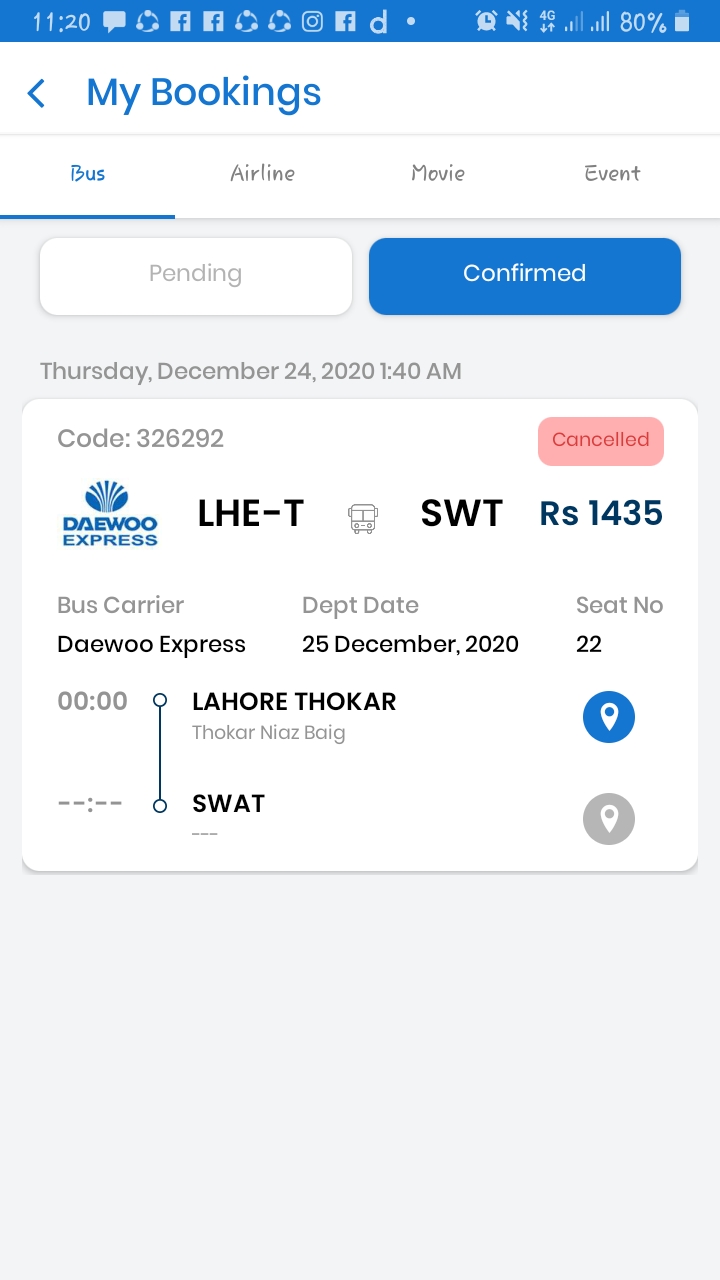 11:20 4G 80%
My Bookings
Bus Airline Movie Event
Pending Confirmed
Thursday, December 24, 2020 1:40 AM
Code: 326292 Cancelled
DAEWOO EXPRESS LHE-T SWT Rs 1435
Bus Carrier Dept Date Seat No
Daewoo Express 25 December, 2020 22
00:00 LAHORE THOKAR
Thokar Niaz Baig
--:-- SWAT
---